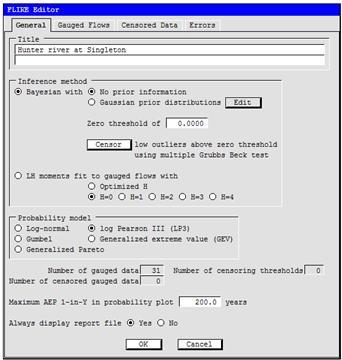 FLIKE Editor
General Gauged Flows Censored Data Errors
Title
Hunter river at Singleton
Inference method
Bayesian with No prior information
Gaussian prior distributions Edit
Zero threshold of 0.0000
Censor low outliers above zero threshold
using multiple Grubbs Beck test
LH moments fit to gauged flows with
Optimized H
H=0 H=1 H=2 H=3 H=4
Probability model
Log-normal log Pearson III (LP3)
Gumbel Generalized extreme value (GEV)
Generalized Pareto
Number of gauged data 31 Number of censoring thresholds 0
Number of censored gauged data 0
Maximum AEP 1-in-Y in probability plot 200.0 years
Always display report file Yes No
OK Cancel